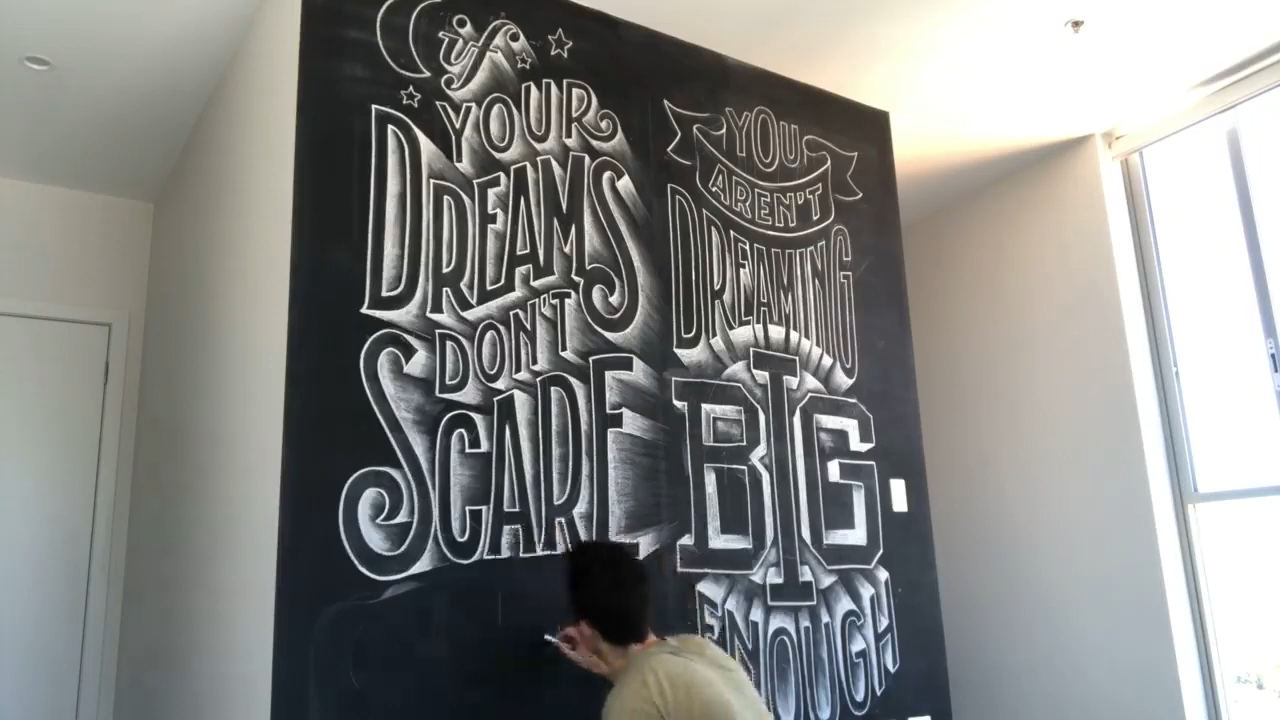 if
YOUR
DREAMS
DON'T
SCARE
YOU
AREN'T
DREAMING
BIG
ENOUGH